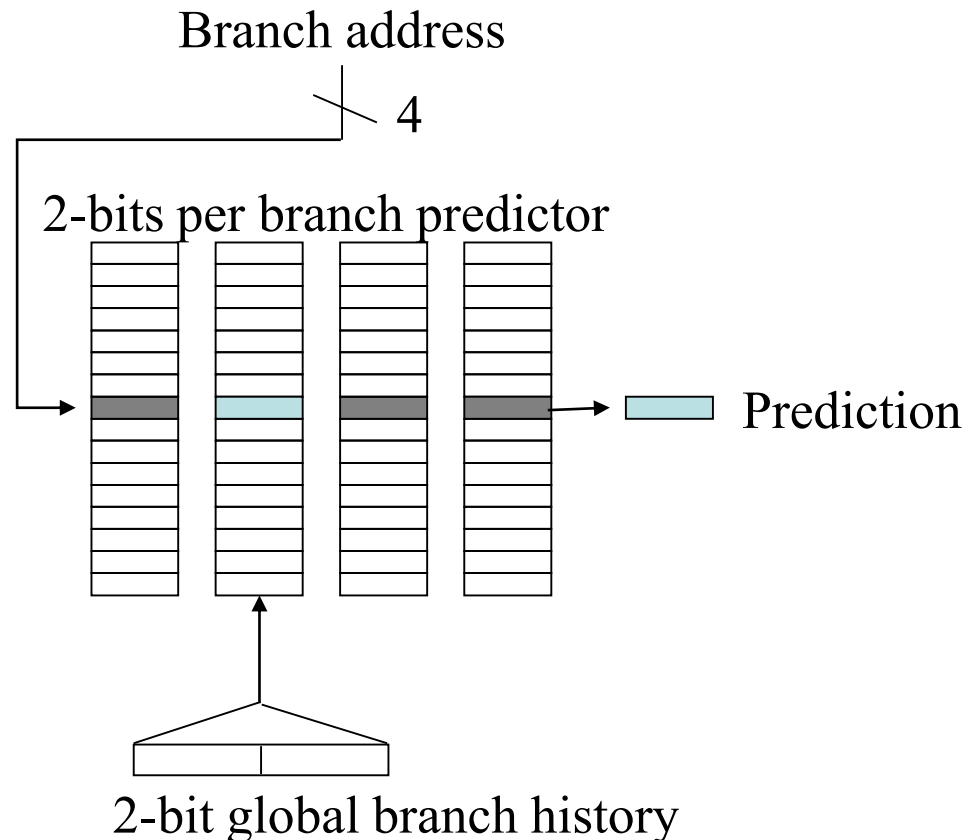 Branch address
4
2-bits per branch predictor
Prediction
2-bit global branch history